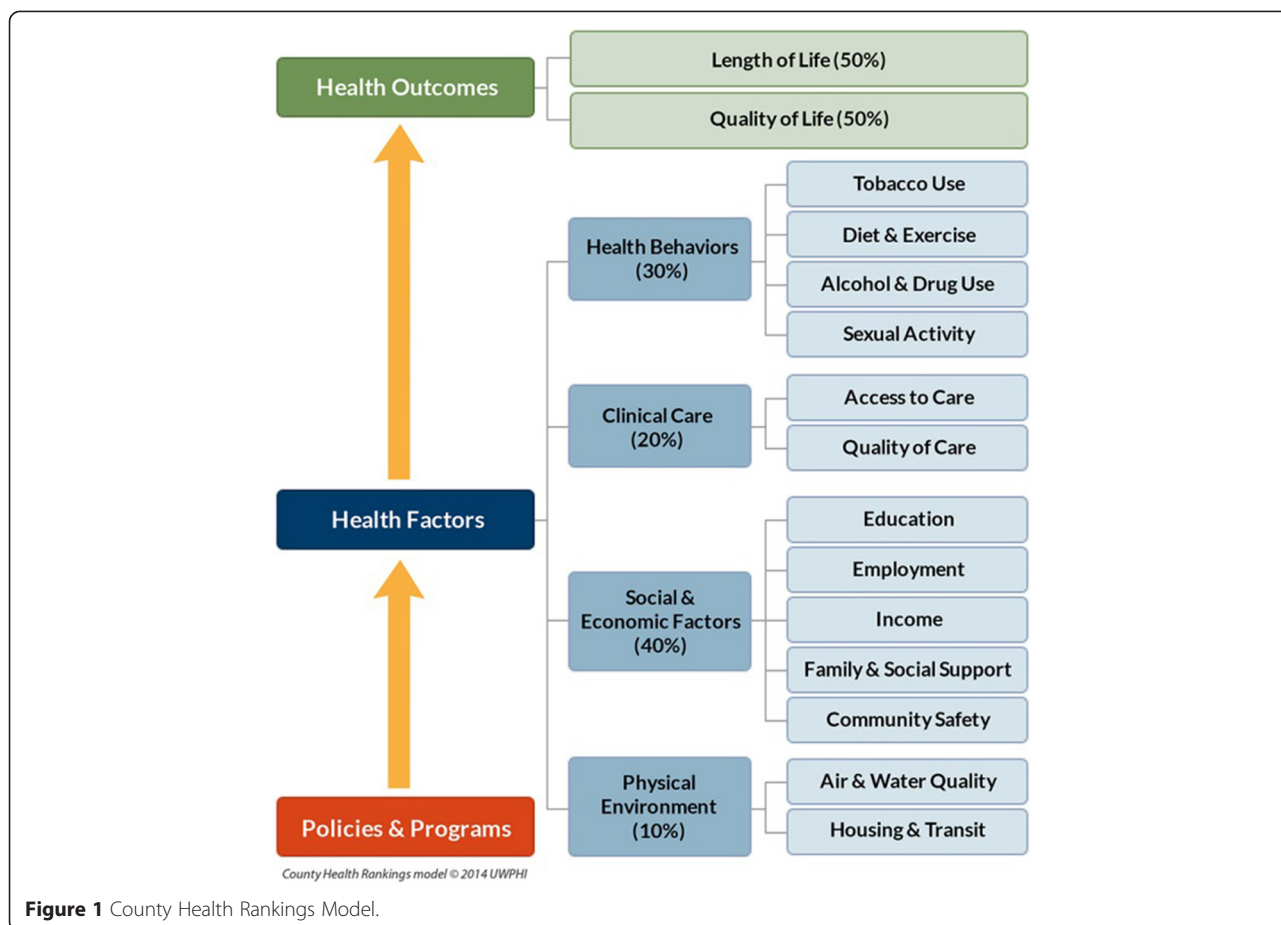 Health Outcomes
Length of Life (50%)
Quality of Life (50%)
Health Factors
Health Behaviors
(30%)
Tobacco Use
Diet & Exercise
Alcohol & Drug Use
Sexual Activity
Clinical Care
(20%)
Access to Care
Quality of Care
Social &
Economic Factors
(40%)
Education
Employment
Income
Family & Social Support
Community Safety
Physical
Environment
(10%)
Air & Water Quality
Housing & Transit
Policies & Programs
County Health Rankings model © 2014 UWPHI
Figure 1 County Health Rankings Model.